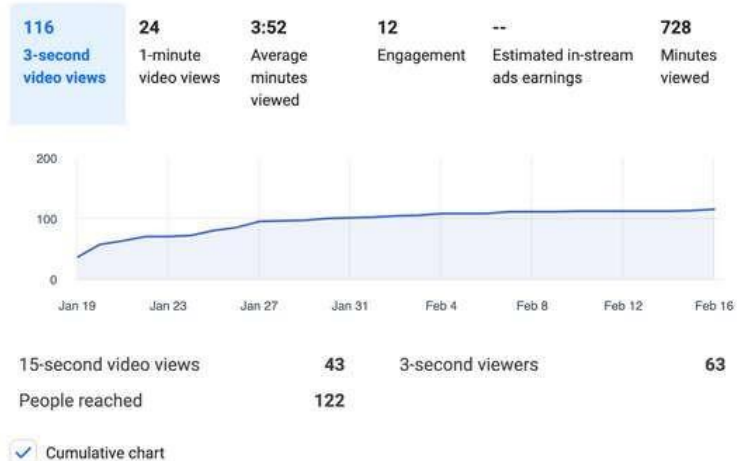 116 24 3:52 12 -- 728
3-second 1-minute Average Engagement Estimated in-stream Minutes
video views video views minutes ads earnings viewed
viewed
200
100
0
Jan 19 Jan 23 Jan 27 Jan 31 Feb 4 Feb 8 Feb 12 Feb 16
15-second video views 43 3-second viewers 63
People reached 122
Cumulative chart